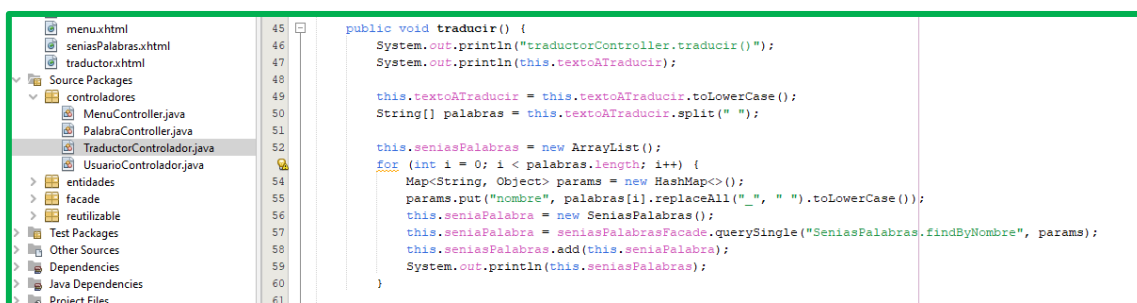 menu.xhtml
seniasPalabras.xhtml
traductor.xhtml
Source Packages
controladores
MenuController.java
PalabraController.java
TraductorControlador.java
UsuarioControlador.java
entidades
facade
reutilizable
Test Packages
Other Sources
Dependencies
Java Dependencies
Project Files
45 public void traducir() {
46 System.out.println("traductorController.traducir()");
47 System.out.println(this.textoATraducir);
48
49 this.textoATraducir = this.textoATraducir.toLowerCase();
50 String[] palabras = this.textoATraducir.split(" ");
51
52 this.seniasPalabras = new ArrayList();
for (int i = 0; i < palabras.length; i++) {
54 Map<String, Object> params = new HashMap<>();
55 params.put("nombre", palabras[i].replaceAll("_", " ").toLowerCase());
56 this.seniaPalabra = new SeniasPalabras();
57 this.seniaPalabra = seniasPalabrasFacade.querySingle("SeniasPalabras.findByNombre", params);
58 this.seniasPalabras.add(this.seniaPalabra);
59 System.out.println(this.seniasPalabras);
60 }
61